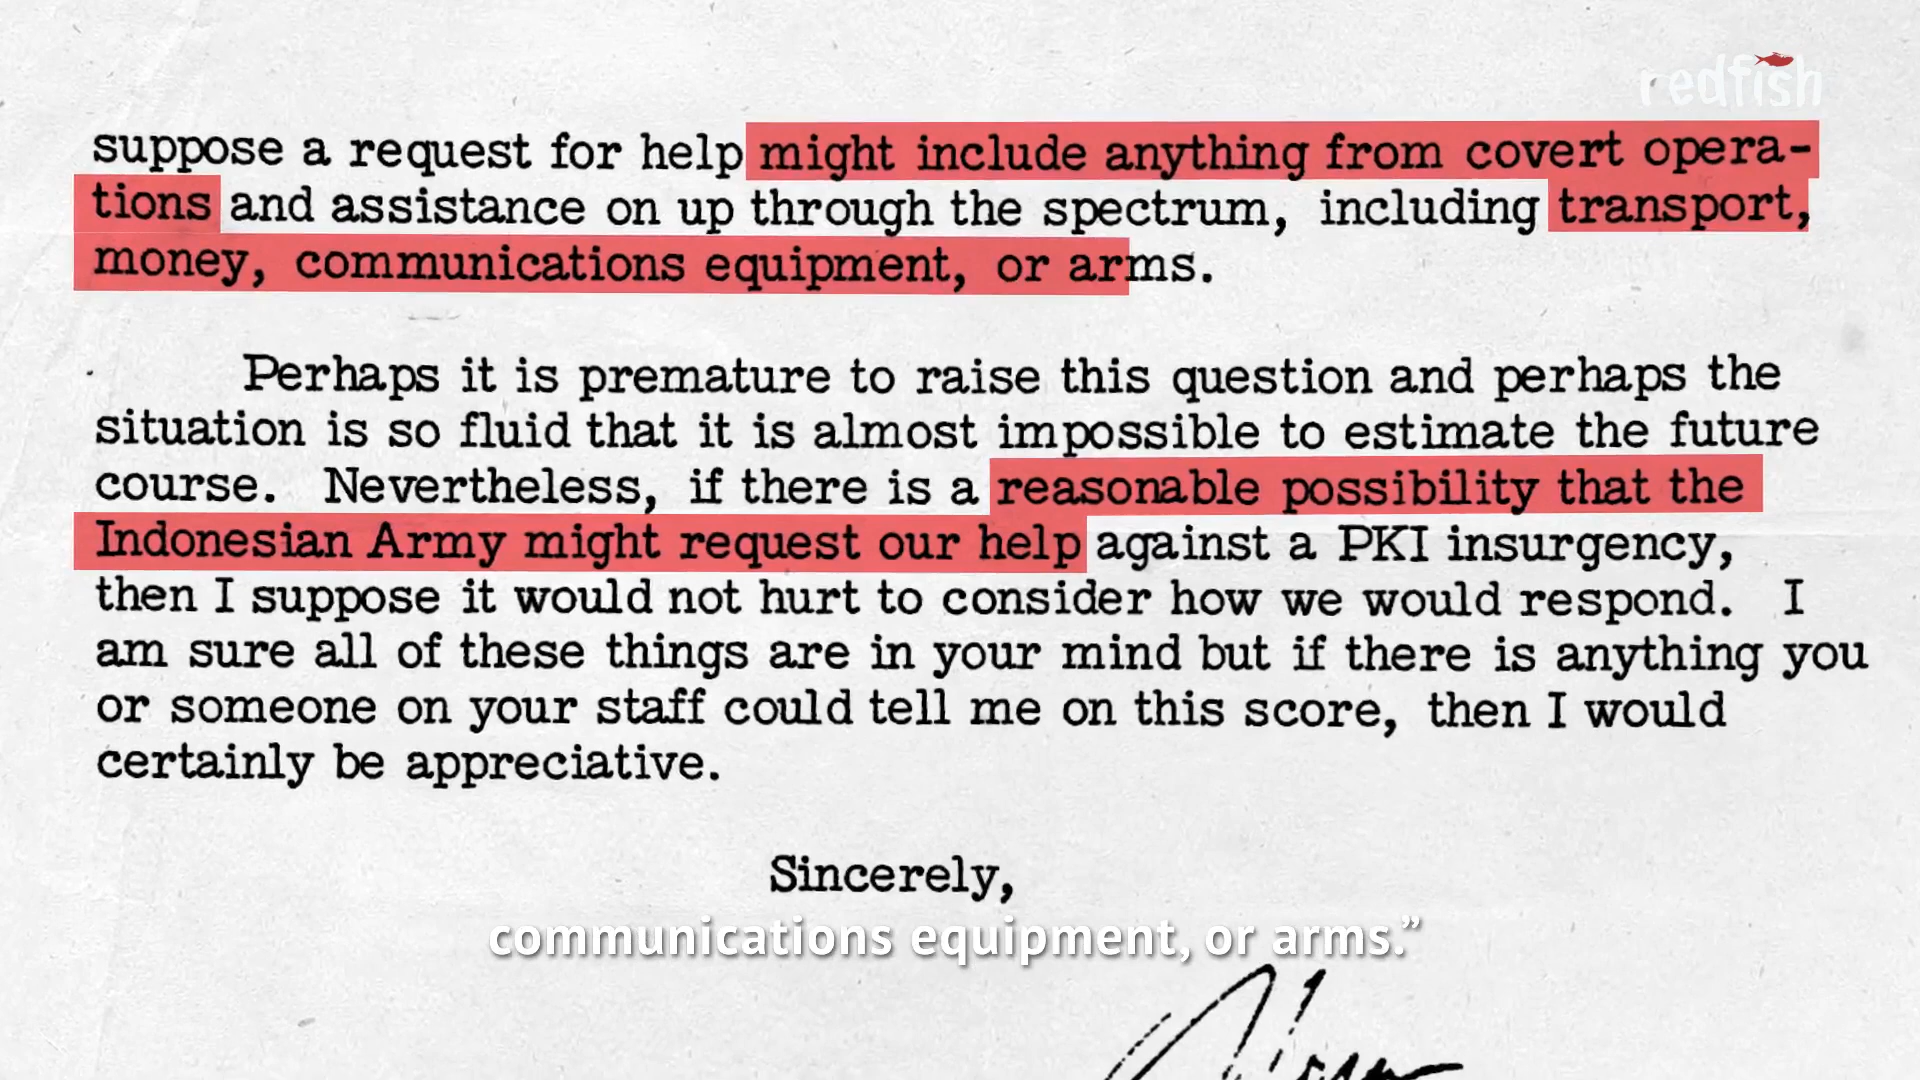 redfish
suppose a request for help might include anything from covert opera-
tions and assistance on up through the spectrum, including transport,
money, communications equipment, or arms.
Perhaps it is premature to raise this question and perhaps the
situation is so fluid that it is almost impossible to estimate the future
course. Nevertheless, if there is a reasonable possibility that the
Indonesian Army might request our help against a PKI insurgency,
then I suppose it would not hurt to consider how we would respond. I
am sure all of these things are in your mind but if there is anything you
or someone on your staff could tell me on this score, then I would
certainly be appreciative.
Sincerely,
communications equipment, or arms.”